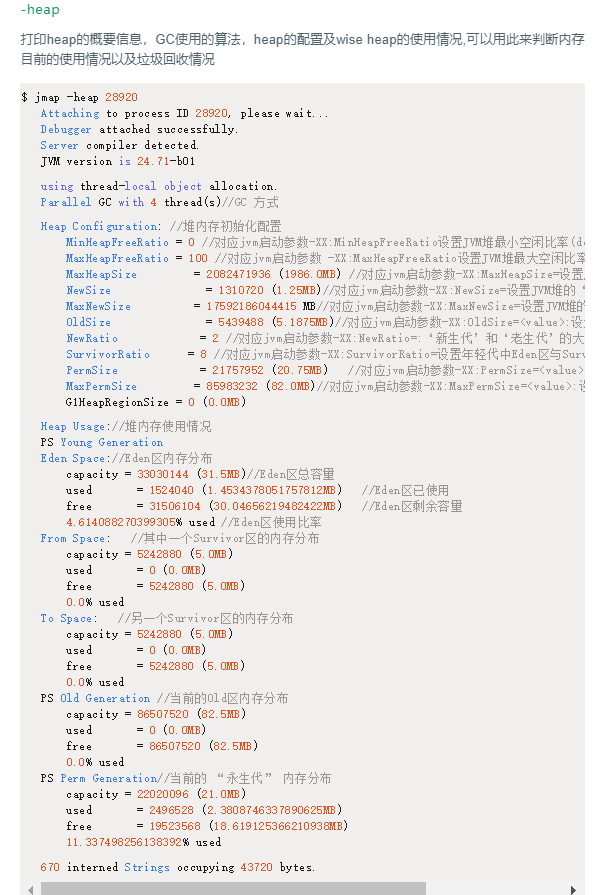 -heap
打印heap的概要信息，GC使用的算法，heap的配置及wise heap的使用情况,可以用此来判断内存
目前的使用情况以及垃圾回收情况
$ jmap -heap 28920
Attaching to process ID 28920, please wait...
Debugger attached successfully.
Server compiler detected.
JVM version is 24.71-b01
using thread-local object allocation.
Parallel GC with 4 thread(s)//GC 方式
Heap Configuration: //堆内存初始化配置
MinHeapFreeRatio = 0 //对应jvm启动参数-XX:MinHeapFreeRatio设置JVM堆最小空闲比率(de
MaxHeapFreeRatio = 100 //对应jvm启动参数 -XX:MaxHeapFreeRatio设置JVM堆最大空闲比率
MaxHeapSize = 2082471936 (1986.0MB) //对应jvm启动参数-XX:MaxHeapSize=设置
NewSize = 1310720 (1.25MB)//对应jvm启动参数-XX:NewSize=设置JVM堆的‘
MaxNewSize = 17592186044415 MB//对应jvm启动参数-XX:MaxNewSize=设置JVM堆的
OldSize = 5439488 (5.1875MB)//对应jvm启动参数-XX:OldSize=<value>:设
NewRatio = 2 //对应jvm启动参数-XX:NewRatio=:‘新生代’和‘老生代’的大
SurvivorRatio = 8 //对应jvm启动参数-XX:SurvivorRatio=设置年轻代中Eden区与Surv
PermSize = 21757952 (20.75MB) //对应jvm启动参数-XX:PermSize=<value>
MaxPermSize = 85983232 (82.0MB)//对应jvm启动参数-XX:MaxPermSize=<value>:设
G1HeapRegionSize = 0 (0.0MB)
Heap Usage://堆内存使用情况
PS Young Generation
Eden Space://Eden区内存分布
capacity = 33030144 (31.5MB)//Eden区总容量
used = 1524040 (1.4534378051757812MB) //Eden区已使用
free = 31506104 (30.04656219482422MB) //Eden区剩余容量
4.614088270399305% used //Eden区使用比率
From Space: //其中一个Survivor区的内存分布
capacity = 5242880 (5.0MB)
used = 0 (0.0MB)
free = 5242880 (5.0MB)
0.0% used
To Space: //另一个Survivor区的内存分布
capacity = 5242880 (5.0MB)
used = 0 (0.0MB)
free = 5242880 (5.0MB)
0.0% used
PS Old Generation //当前的Old区内存分布
capacity = 86507520 (82.5MB)
used = 0 (0.0MB)
free = 86507520 (82.5MB)
0.0% used
PS Perm Generation//当前的 “永生代” 内存分布
capacity = 22020096 (21.0MB)
used = 2496528 (2.3808746337890625MB)
free = 19523568 (18.619125366210938MB)
11.337498256138392% used
670 interned Strings occupying 43720 bytes.